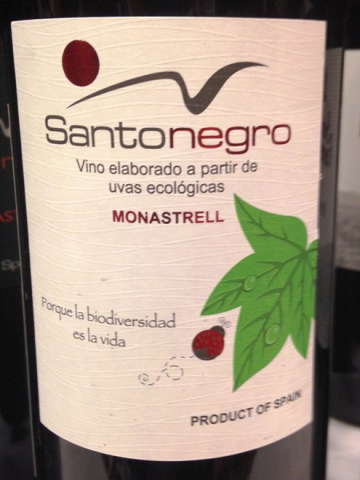 Santonegro
Vino elaborado a partir de
uvas ecológicas
MONASTRELL
Porque la biodiversidad
es la vida
PRODUCT OF SPAIN